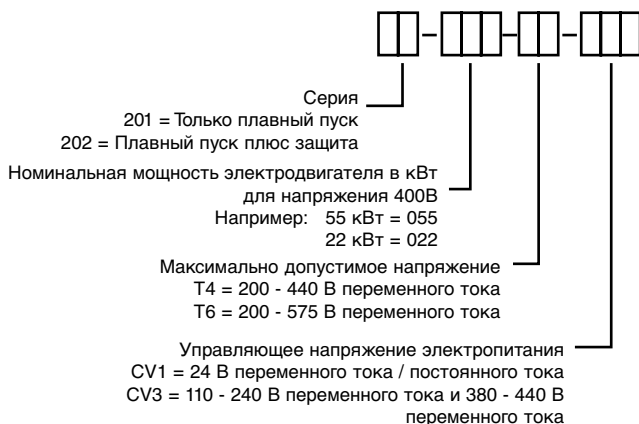 Серия
201 = Только плавный пуск
202 = Плавный пуск плюс защита
Номинальная мощность электродвигателя в кВт
для напряжения 400В
Например: 55 кВт = 055
22 кВт = 022
Максимально допустимое напряжение
T4 = 200 - 440 В переменного тока
T6 = 200 - 575 В переменного тока
Управляющее напряжение электропитания
CV1 = 24 В переменного тока / постоянного тока
CV3 = 110 - 240 В переменного тока и 380 - 440 В
переменного тока